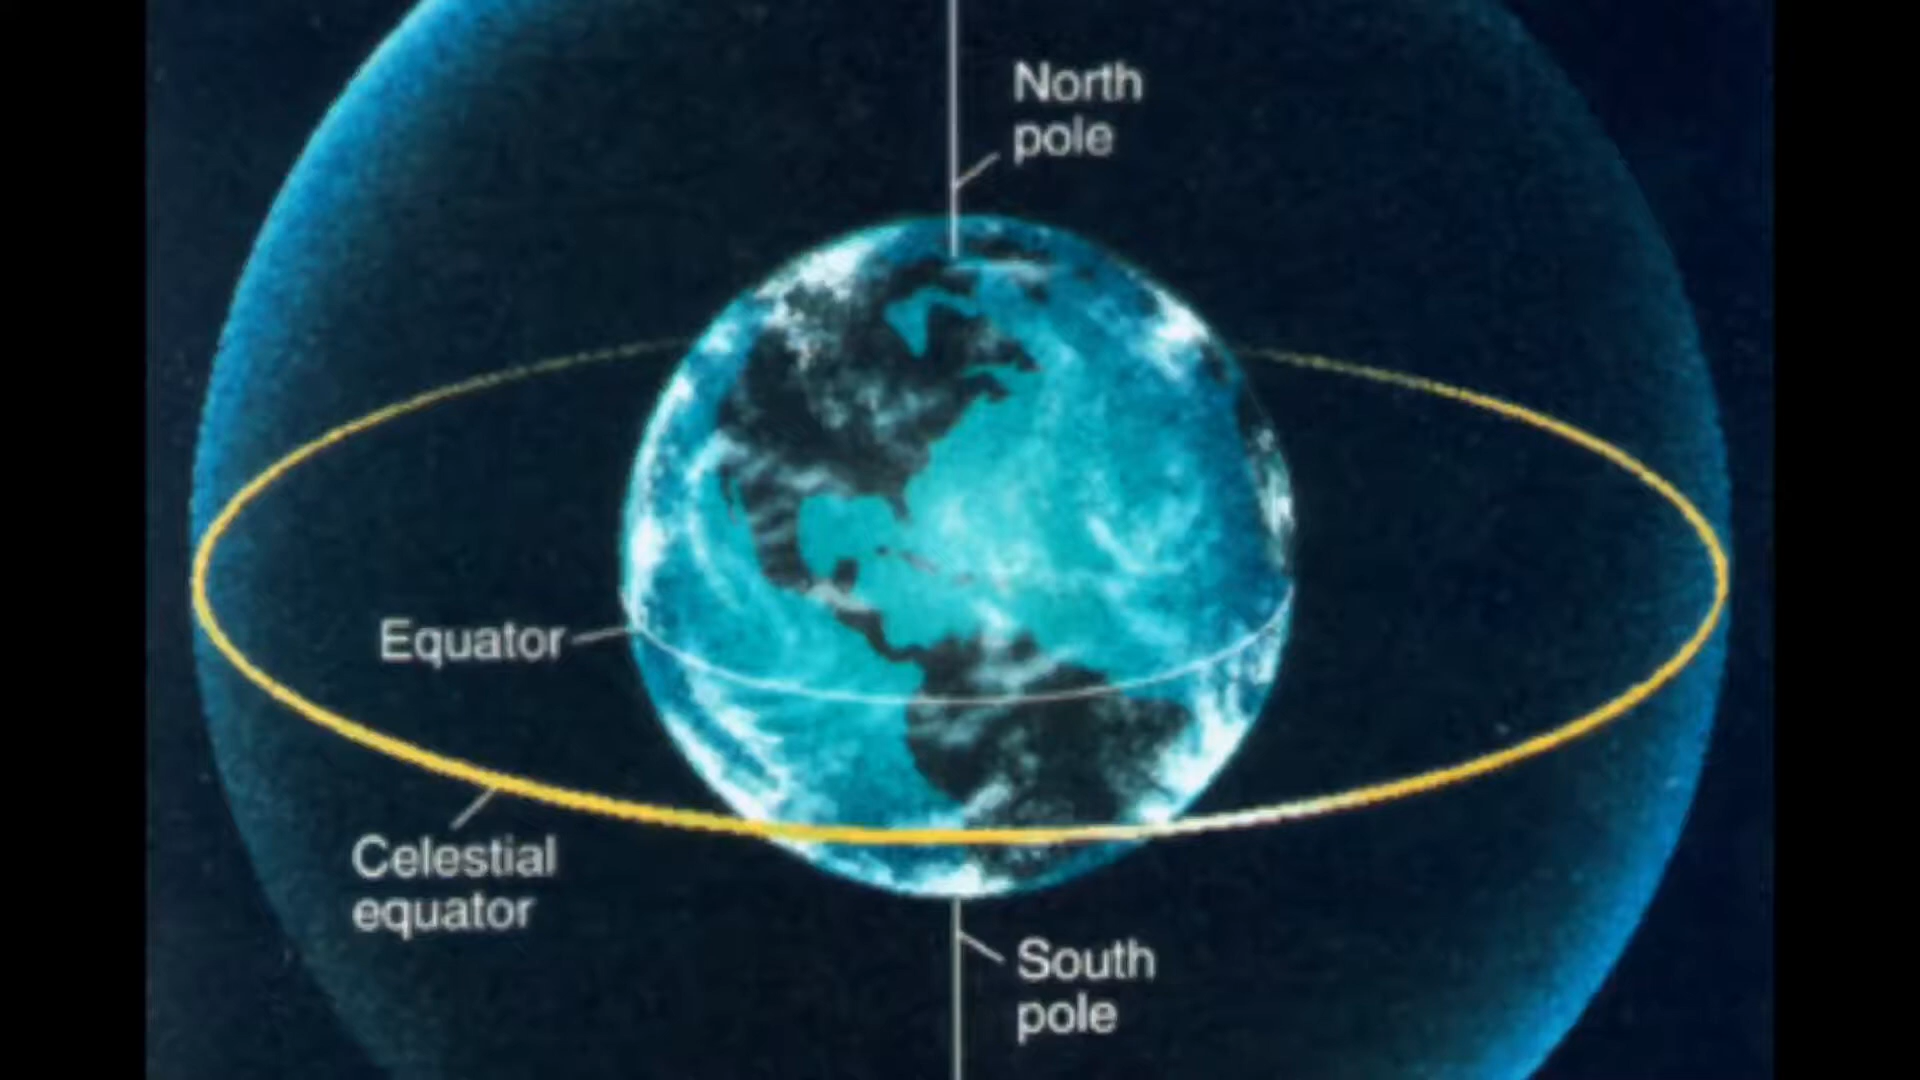 North
pole
Equator
Celestial
equator
South
pole